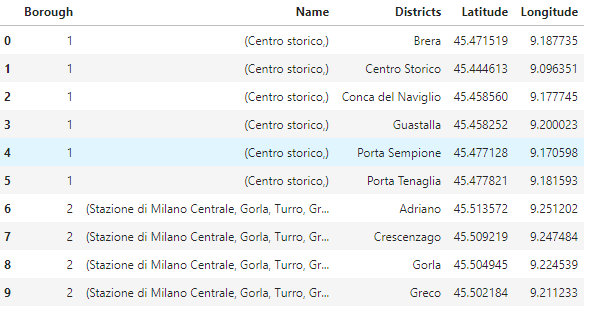 Borough Name Districts Latitude Longitude
0 1 (Centro storico,) Brera 45.471519 9.187735
1 1 (Centro storico,) Centro Storico 45.444613 9.096351
2 1 (Centro storico,) Conca del Naviglio 45.458560 9.177745
3 1 (Centro storico,) Guastalla 45.458252 9.200023
4 1 (Centro storico,) Porta Sempione 45.477128 9.170598
5 1 (Centro storico,) Porta Tenaglia 45.477821 9.181593
6 2 (Stazione di Milano Centrale, Gorla, Turro, Gr... Adriano 45.513572 9.251202
7 2 (Stazione di Milano Centrale, Gorla, Turro, Gr... Crescenzago 45.509219 9.247484
8 2 (Stazione di Milano Centrale, Gorla, Turro, Gr... Gorla 45.504945 9.224539
9 2 (Stazione di Milano Centrale, Gorla, Turro, Gr... Greco 45.502184 9.211233